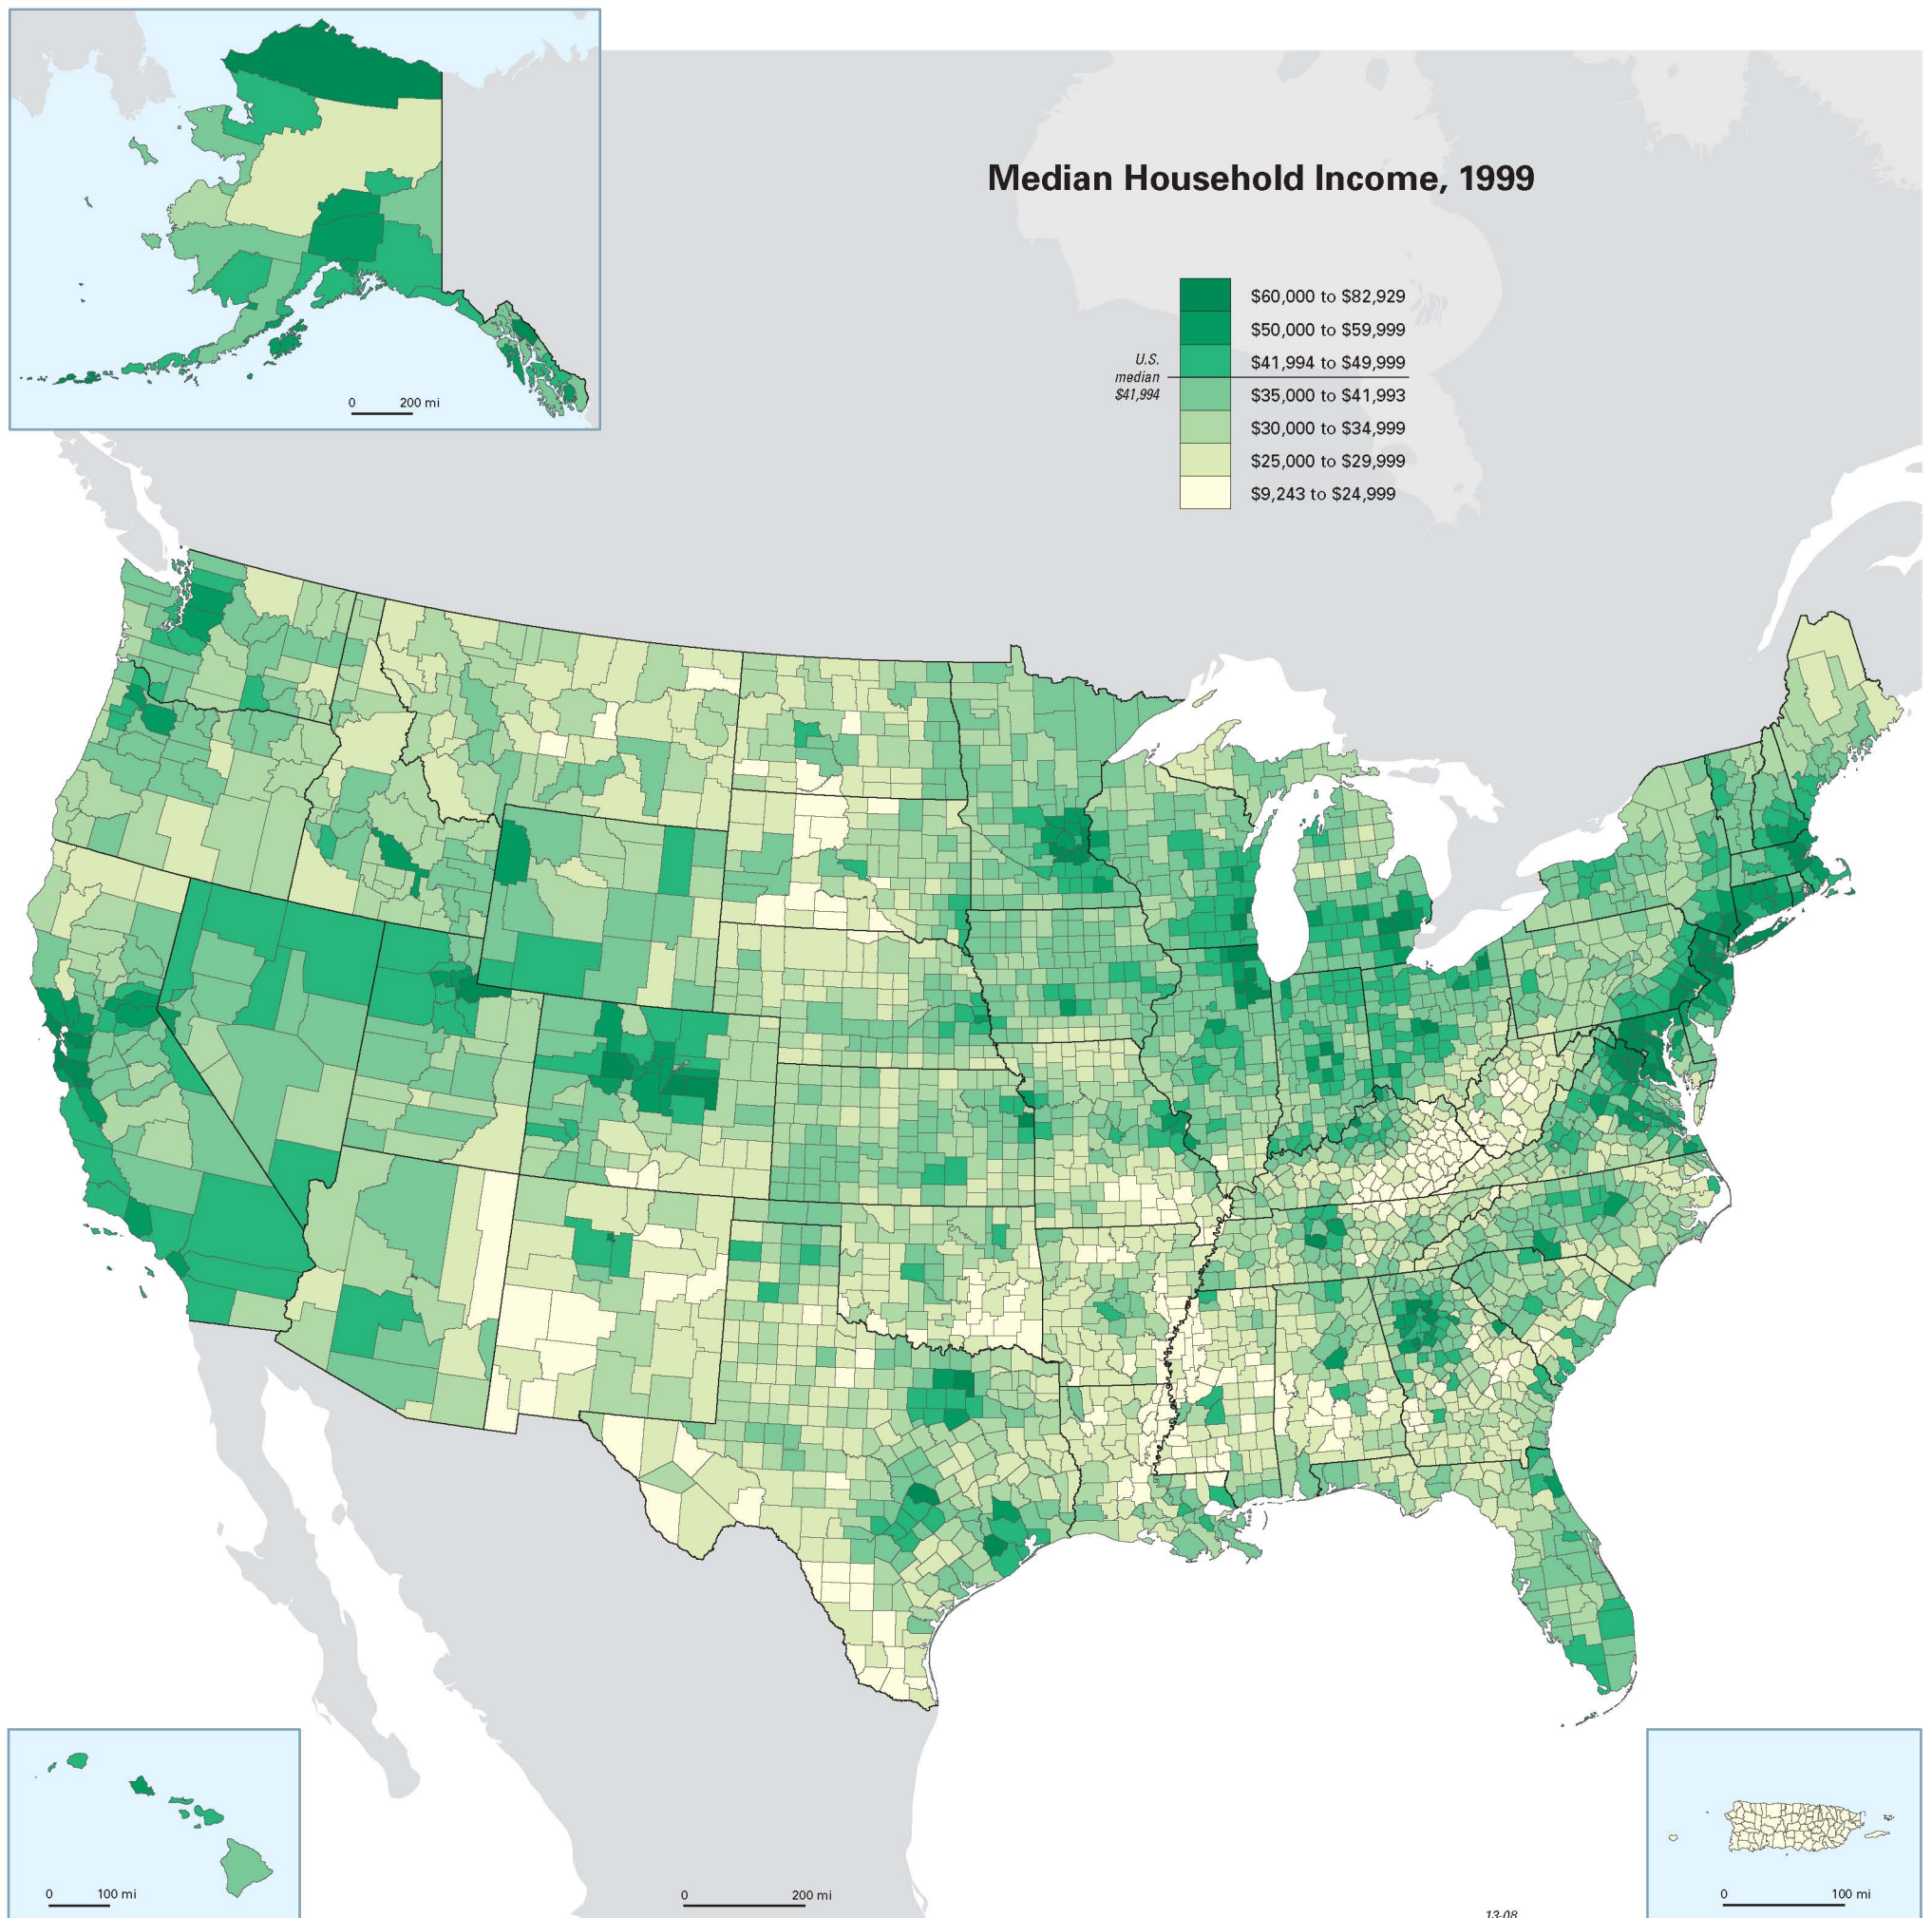 Median Household Income, 1999
$60,000 to $82,929
$50,000 to $59,999
$41,994 to $49,999
U.S.
median
$41,994
$35,000 to $41,993
$30,000 to $34,999
$25,000 to $29,999
$9,243 to $24,999
0 200 mi
0 100 mi
0 200 mi
0 100 mi
13-08